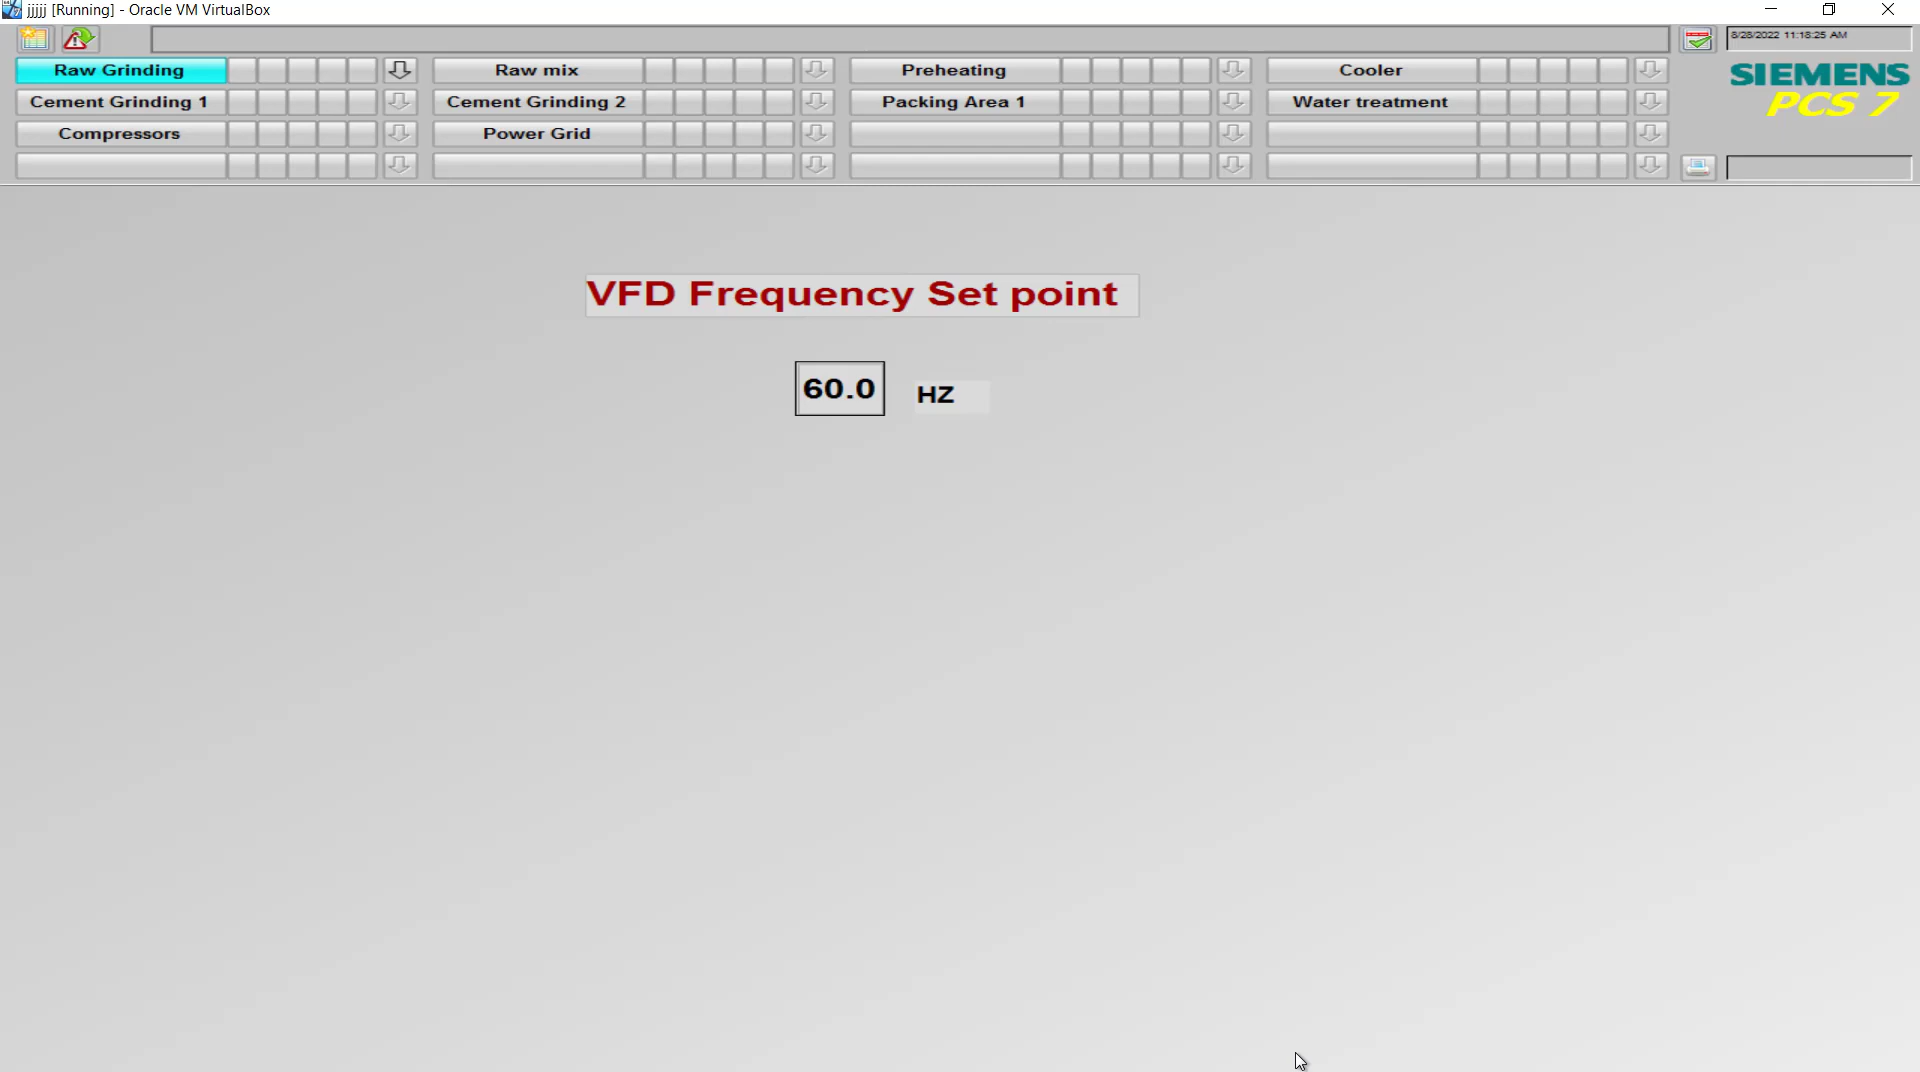 jjjjj [Running] - Oracle VM VirtualBox
8/28/2022 11:18:25 AM
Raw Grinding
Raw mix
Preheating
Cooler
SIEMENS
Cement Grinding 1
Cement Grinding 2
Packing Area 1
Water treatment
PCS 7
Compressors
Power Grid
VFD Frequency Set point
60.0 HZ